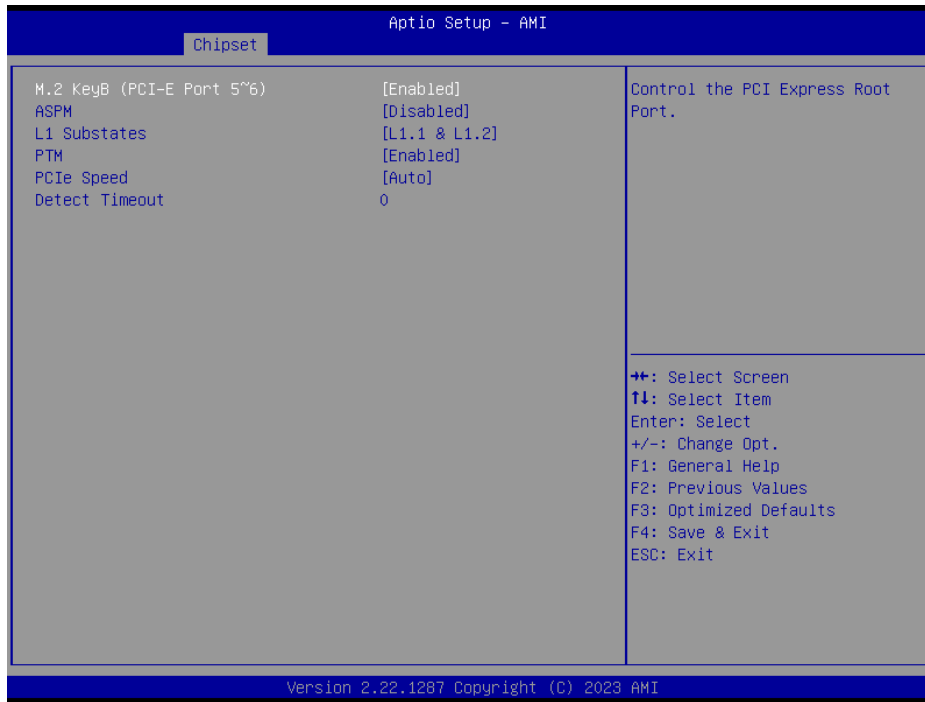 Aptio Setup – AMI
Chipset
M.2 KeyB (PCI-E Port 5~6) [Enabled]
ASPM [Disabled]
L1 Substates [L1.1 & L1.2]
PTM [Enabled]
PCIe Speed [Auto]
Detect Timeout 0
Control the PCI Express Root
Port.
→←: Select Screen
↑↓: Select Item
Enter: Select
+/-: Change Opt.
F1: General Help
F2: Previous Values
F3: Optimized Defaults
F4: Save & Exit
ESC: Exit
Version 2.22.1287 Copyright (C) 2023 AMI